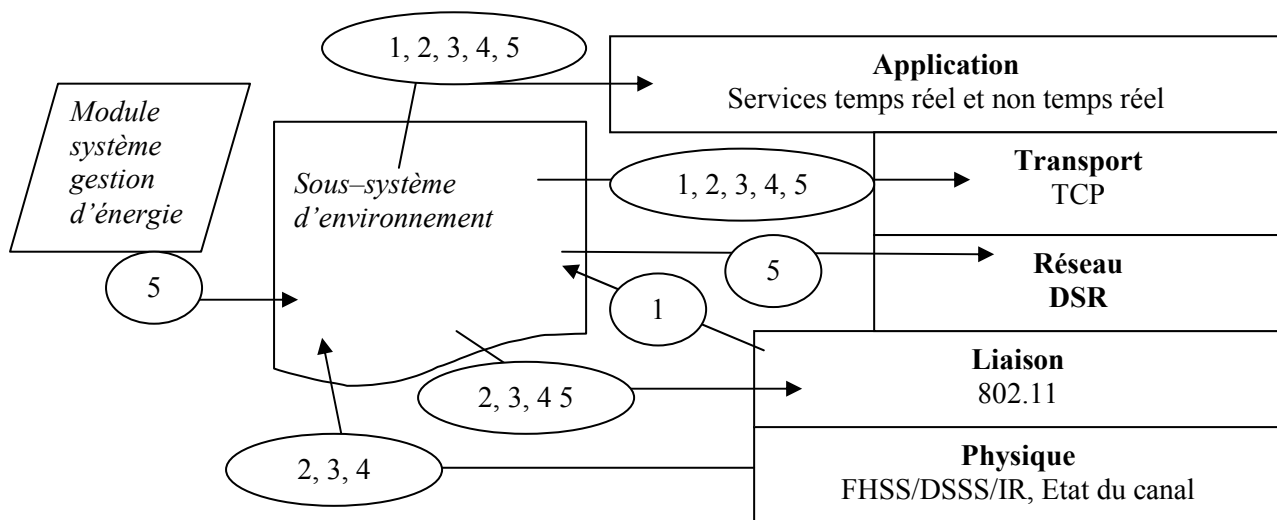 1, 2, 3, 4, 5
Application
Services temps réel et non temps réel
Module
système
gestion
d’énergie
Sous–système
d’environnement
1, 2, 3, 4, 5
Transport
TCP
5
5
Réseau
DSR
1
2, 3, 4 5
Liaison
802.11
2, 3, 4
Physique
FHSS/DSSS/IR, Etat du canal